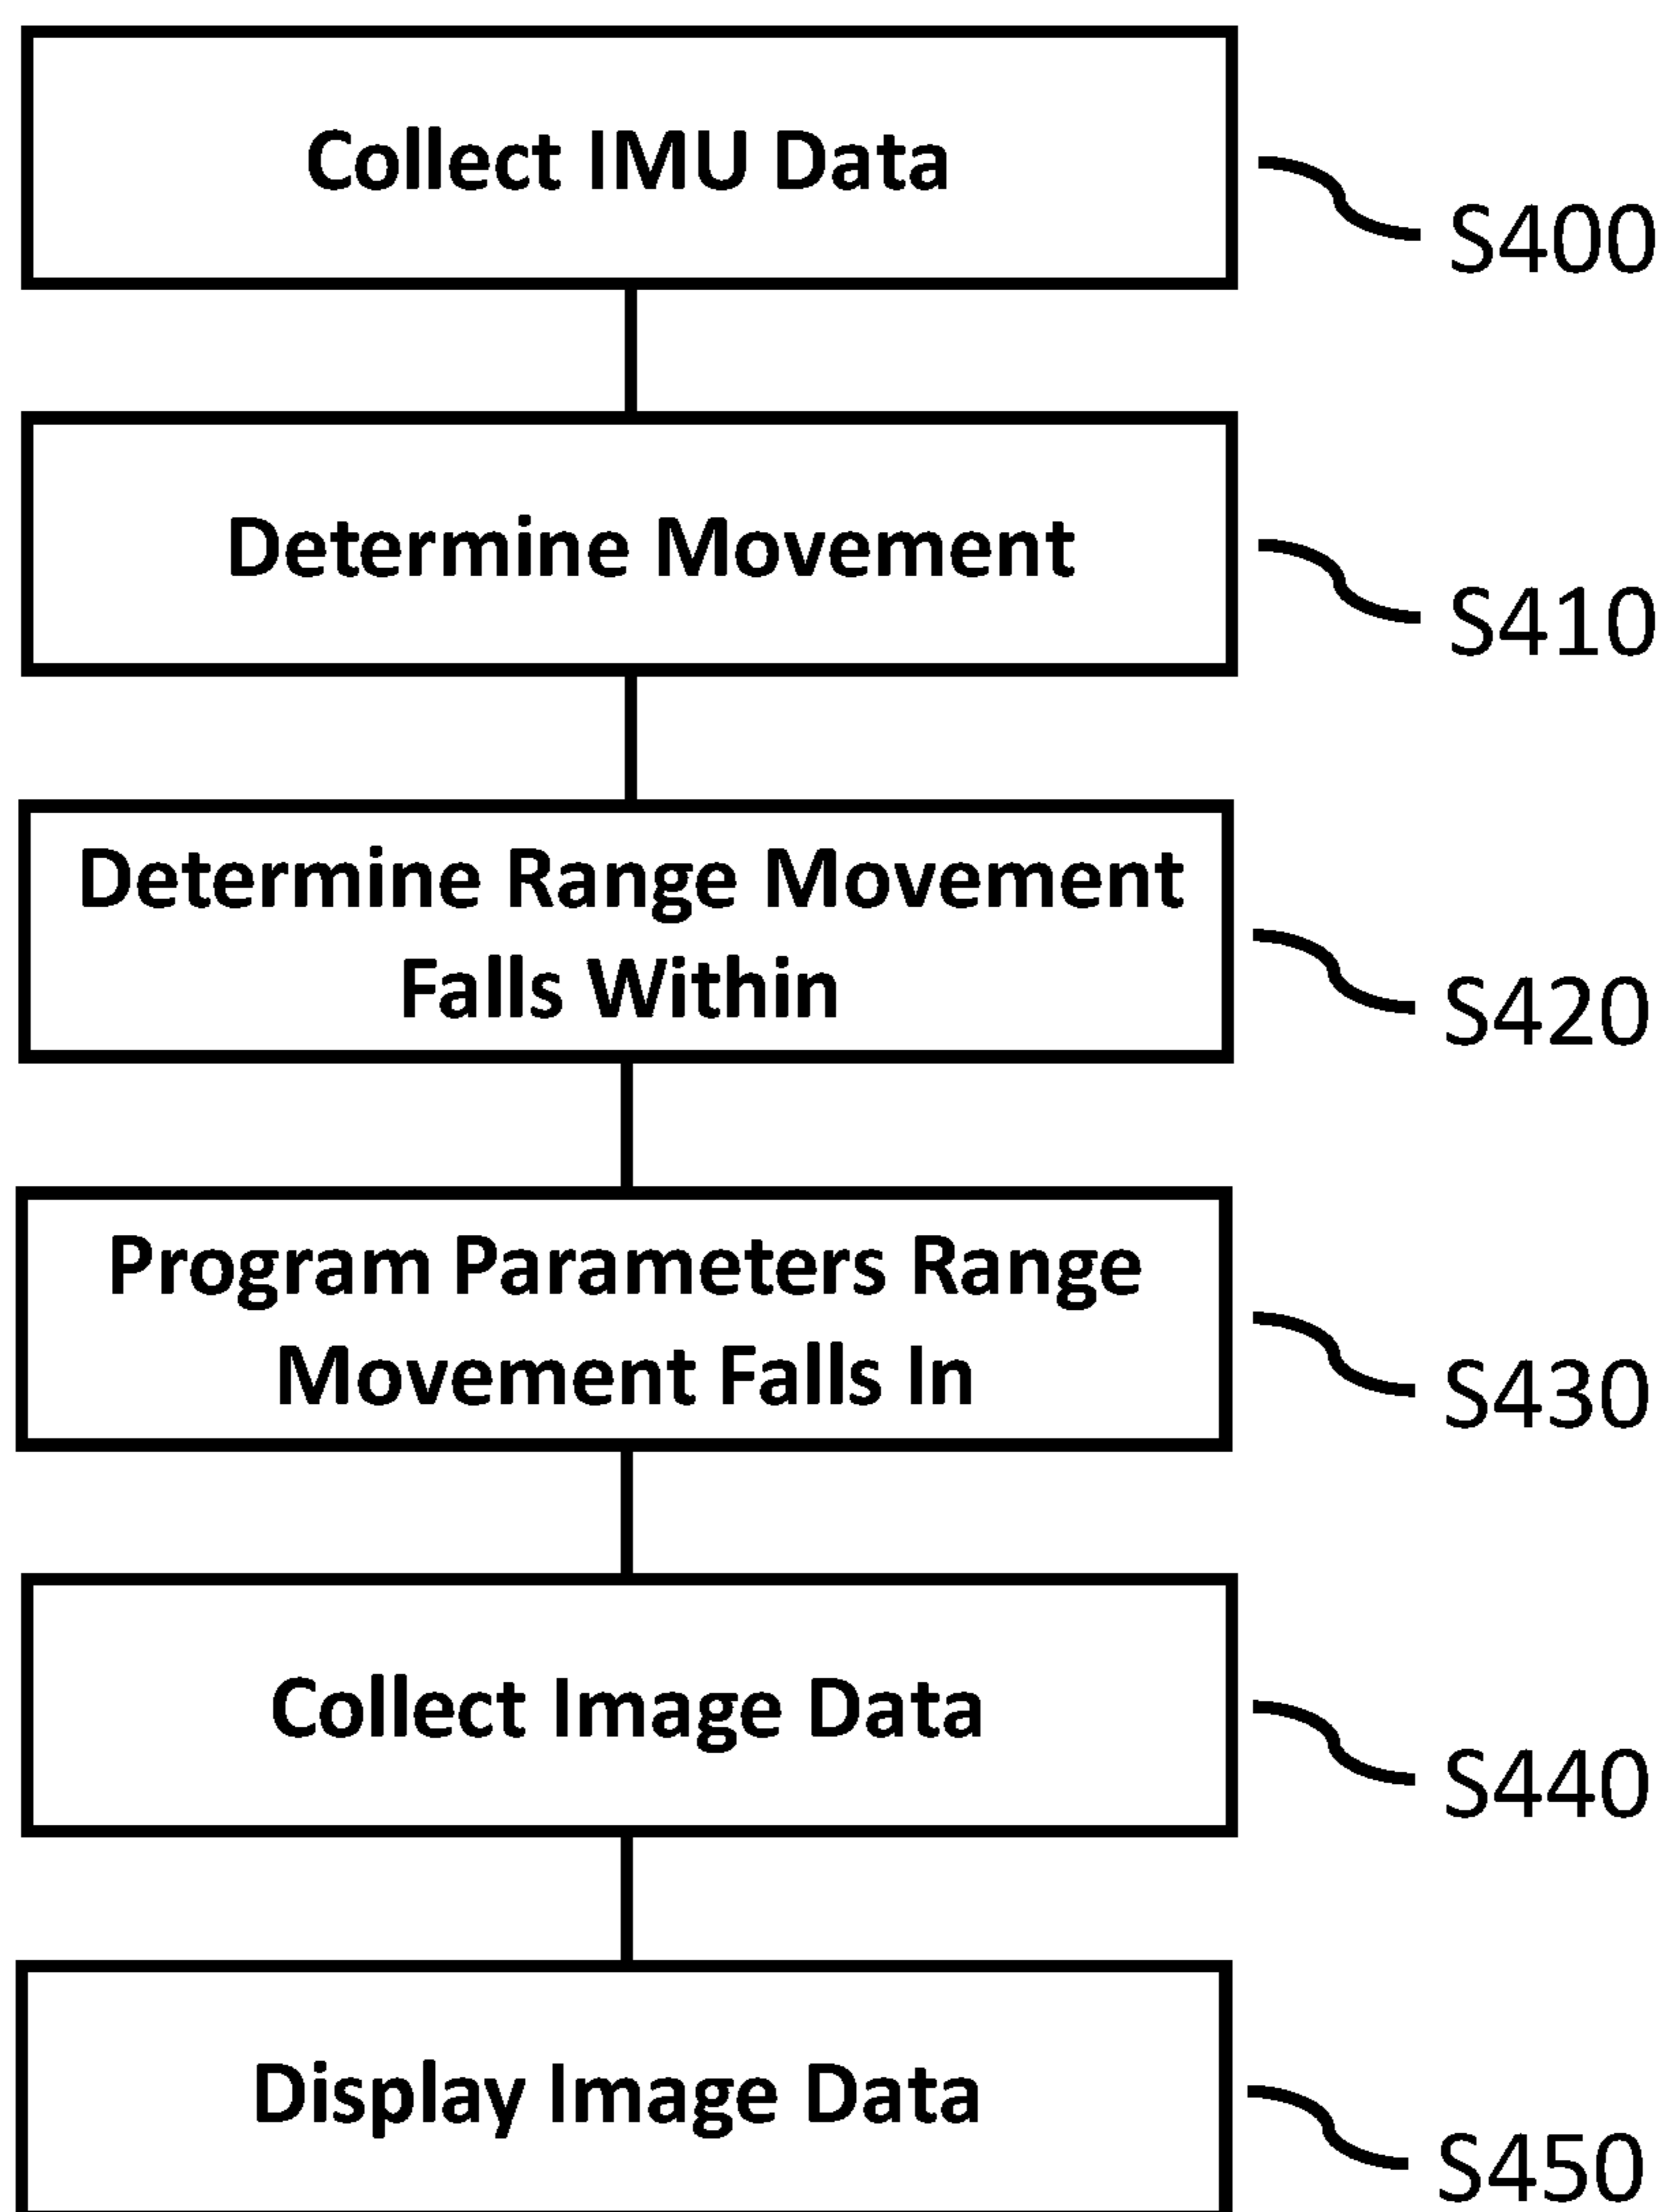 Collect IMU Data
S400
Determine Movement
S410
Determine Range Movement
Falls Within
S420
Program Parameters Range
Movement Falls In
S430
Collect Image Data
S440
Display Image Data
S450